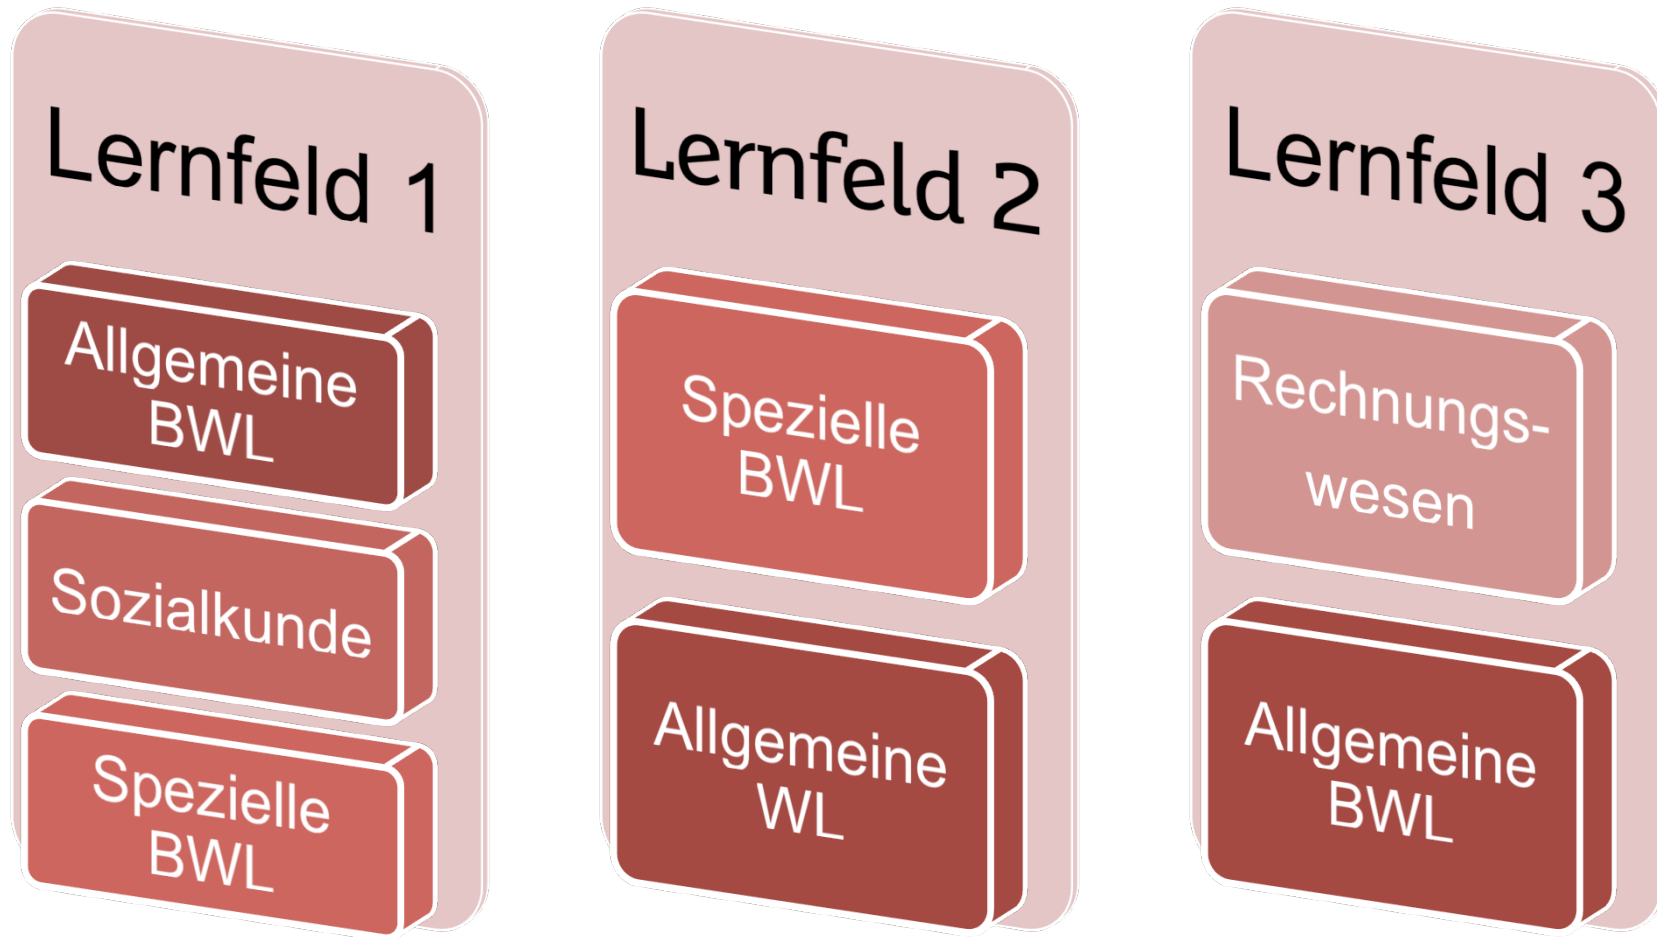 Lernfeld 1
Allgemeine
BWL
Sozialkunde
Spezielle
BWL
Lernfeld 2
Spezielle
BWL
Allgemeine
WL
Lernfeld 3
Rechnungs-
wesen
Allgemeine
BWL